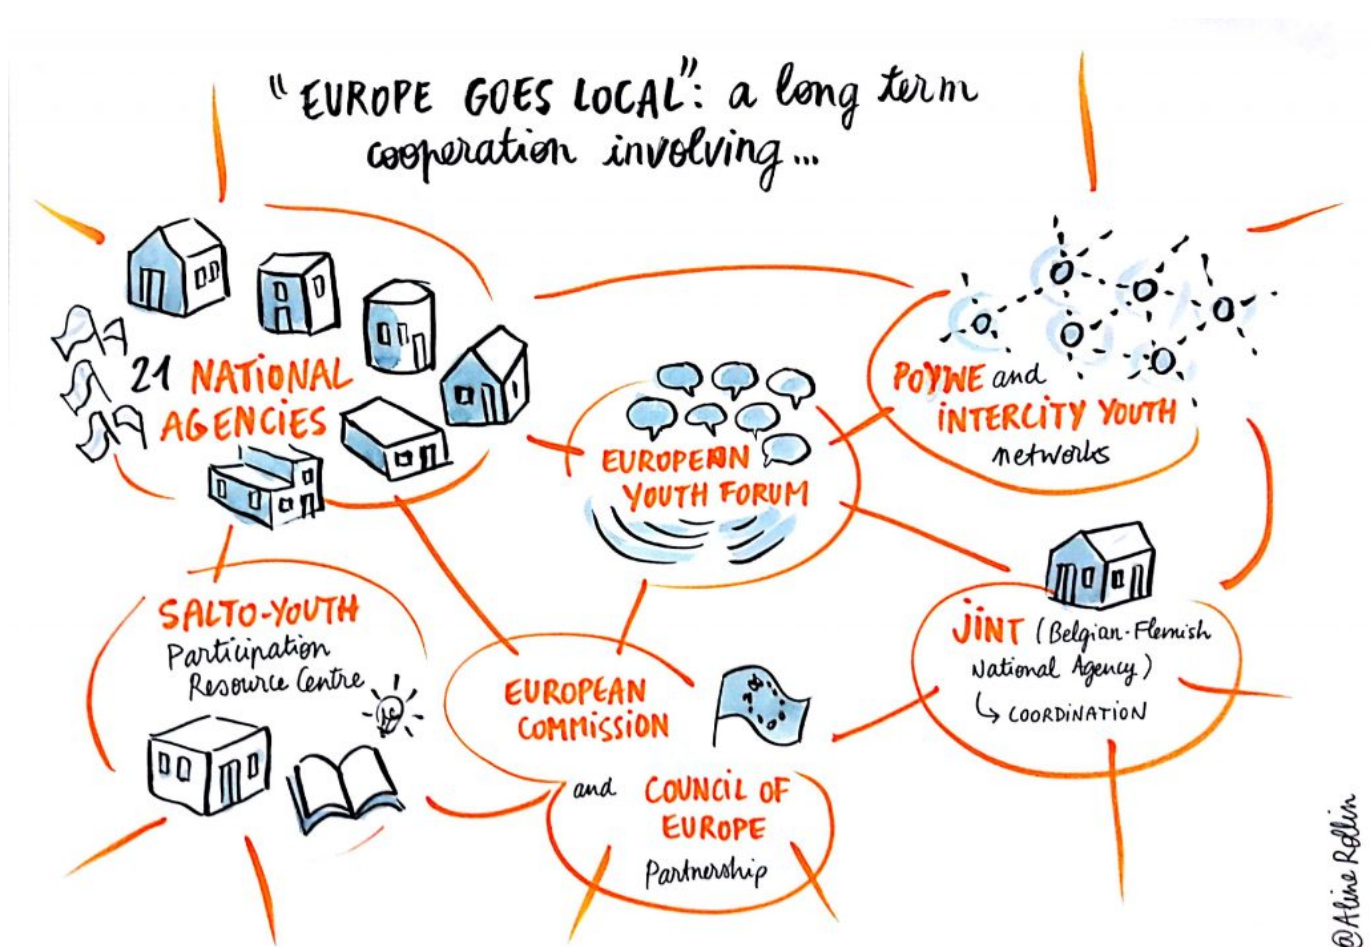 "EUROPE GOES LOCAL": a long term
cooperation involving...
21 NATIONAL
AGENCIES
EUROPEAN
YOUTH FORUM
POYWE and
INTERCITY YOUTH
networks
SALTO-YOUTH
Participation
Resource Centre
EUROPEAN
COMMISSION
and COUNCIL OF
EUROPE
Partnership
JINT (Belgian-Flemish
National Agency)
↳ COORDINATION
@Aline Rollin